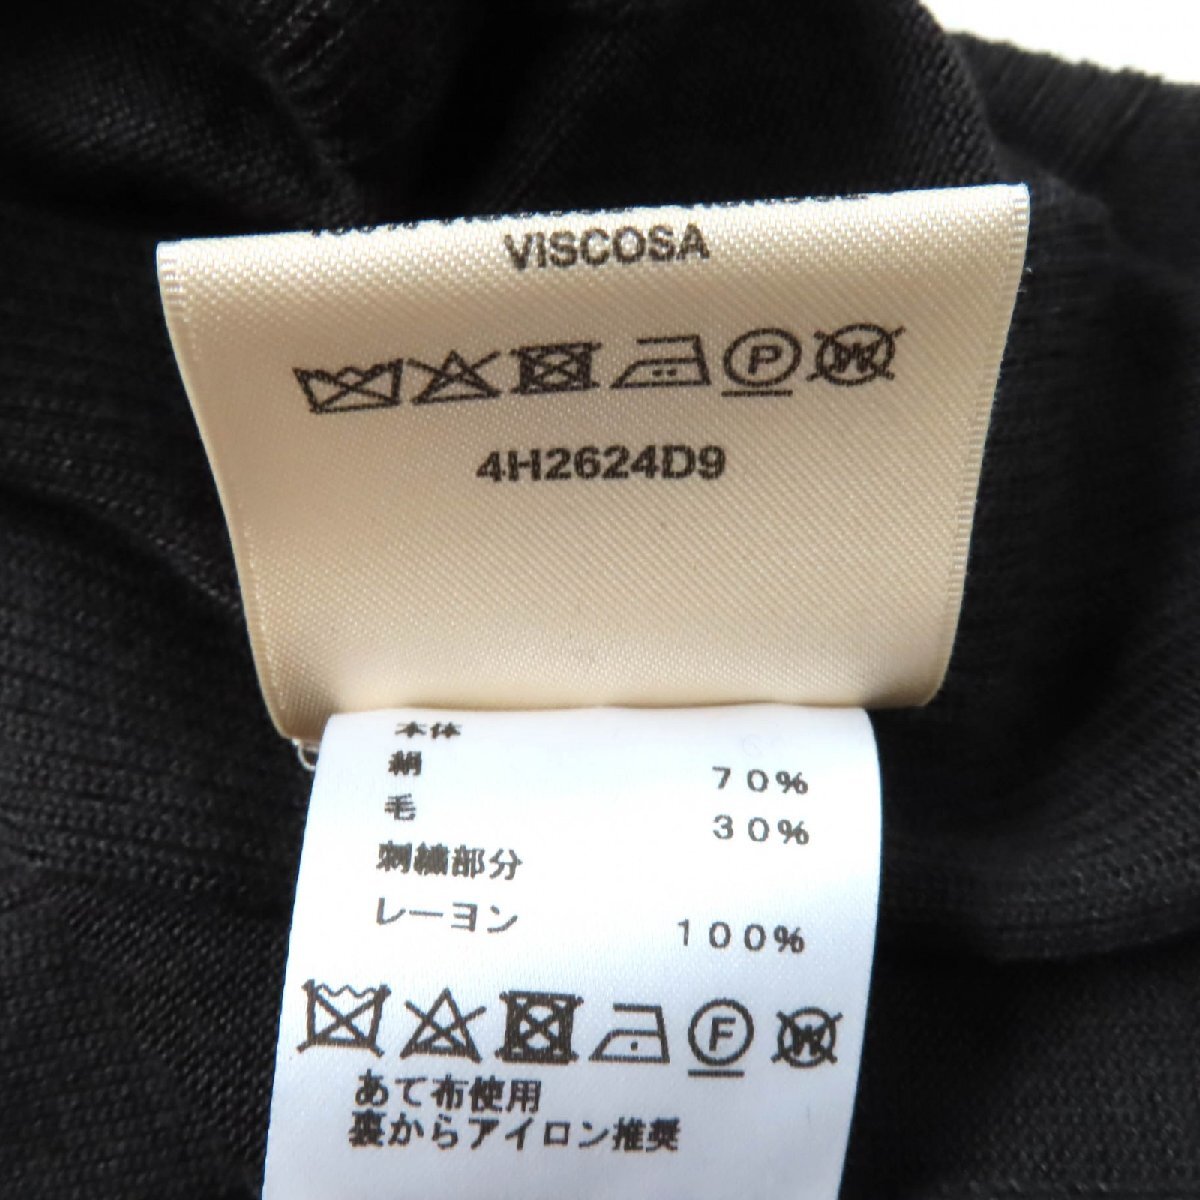 VISCOSA
P W
4H2624D9
本体
絹 70%
毛 30%
刺繍部分
レーヨン 100%
F W
あて布使用
裏からアイロン推奨